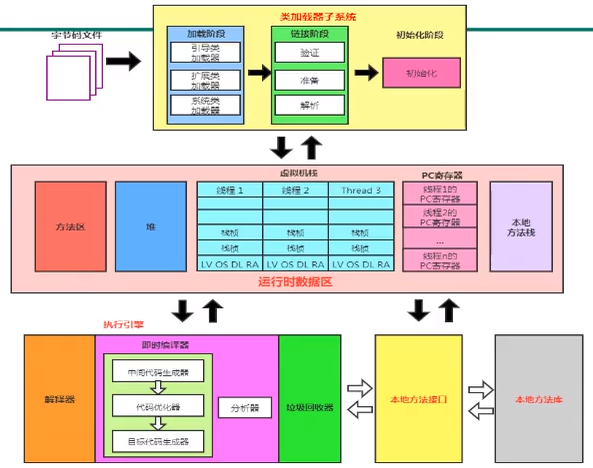 类加载器子系统
字节码文件
加载阶段
引导类
加载器
扩展类
加载器
系统类
加载器
链接阶段
验证
准备
解析
初始化阶段
初始化
运行时数据区
方法区
堆
虚拟机栈
线程 1
线程 2
Thread 3
栈帧
栈帧
栈帧
栈桢
栈桢
栈桢
LV OS DL RA
LV OS DL RA
LV OS DL RA
PC寄存器
线程1的
PC寄存器
线程2的
PC寄存器
...
线程n的
PC寄存器
本地
方法栈
执行引擎
解释器
即时编译器
中间代码生成器
代码优化器
目标代码生成器
分析器
垃圾回收器
本地方法接口
本地方法库